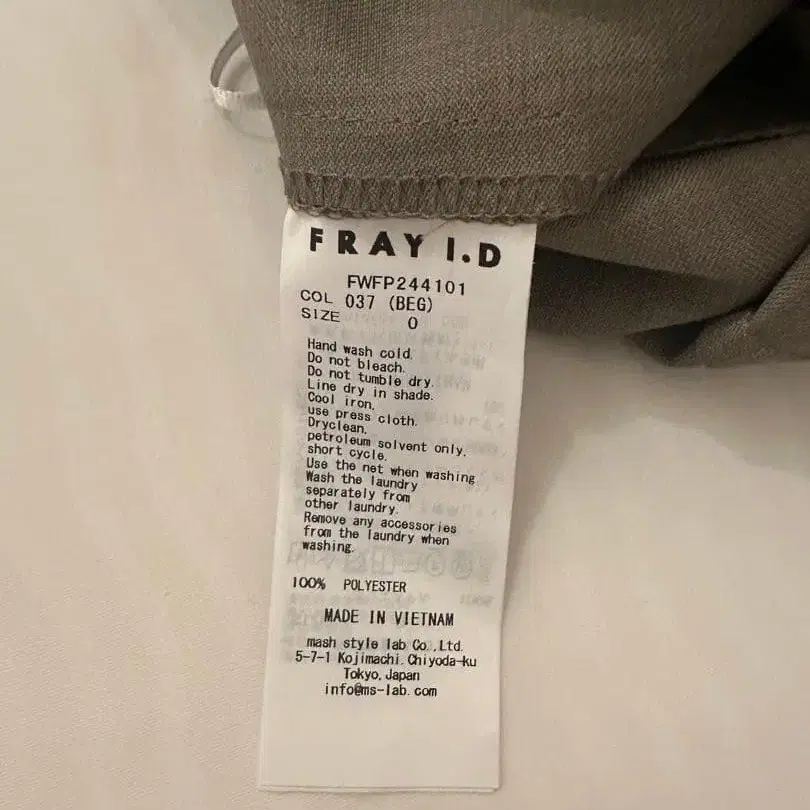 FRAY I.D
FWFP244101
COL 037 (BEG)
SIZE 0
Hand wash cold.
Do not bleach.
Do not tumble dry.
Line dry in shade.
Cool iron.
use press cloth.
Dryclean.
petroleum solvent only.
short cycle.
Use the net when washing
Wash the laundry
separately from
other laundry.
Remove any accessories
from the laundry when
washing.
100% POLYESTER
MADE IN VIETNAM
mash style lab Co.,Ltd.
5-7-1 Kojimachi.Chiyoda-ku
Tokyo,Japan
info@ms-lab.com